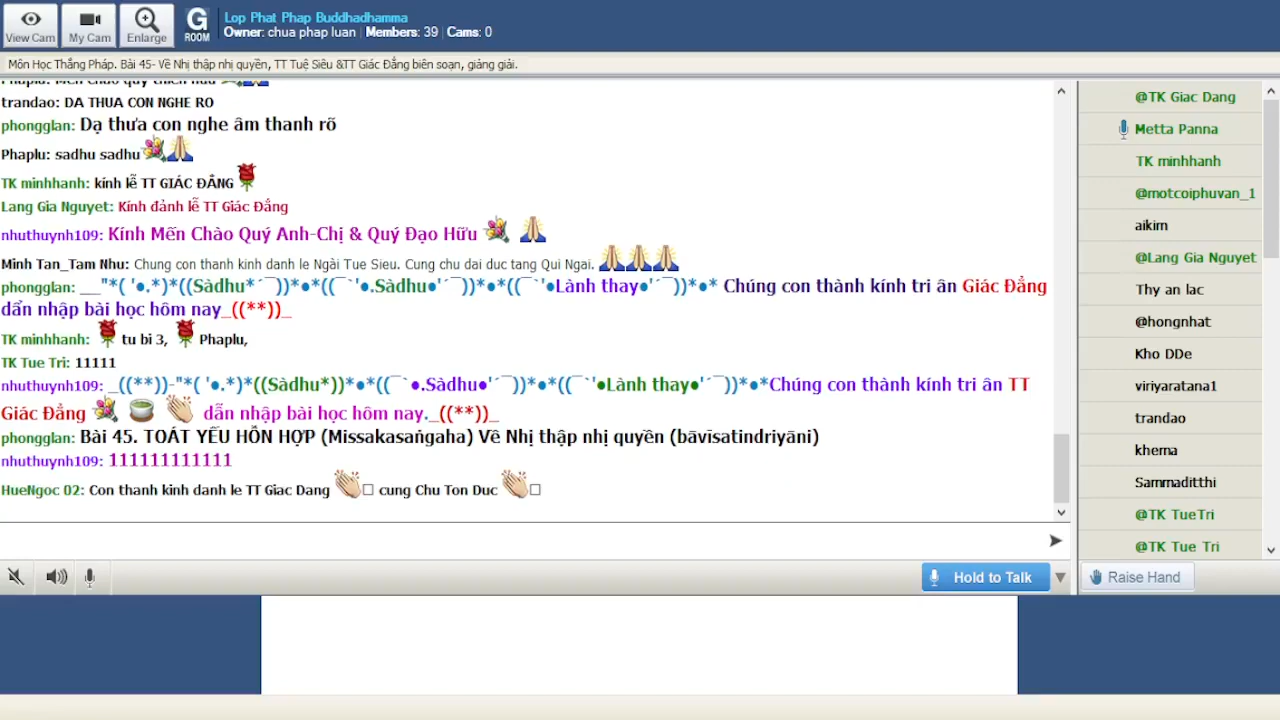 View Cam
My Cam
Enlarge
G
ROOM
Lop Phat Phap Buddhadhamma
Owner: chua phap luan | Members: 39 | Cams: 0
Môn Học Thắng Pháp. Bài 45- Về Nhị thập nhị quyền, TT Tuệ Siêu &TT Giác Đẳng biên soạn, giảng giải.
trandao: DA THUA CON NGHE RO
phongglan: Dạ thưa con nghe âm thanh rõ
Phaplu: sadhu sadhu
TK minhhanh: kính lễ TT GIÁC ĐẲNG
Lang Gia Nguyet: Kính đảnh lễ TT Giác Đẳng
nhuthuynh109: Kính Mến Chào Quý Anh-Chị & Quý Đạo Hữu
Minh Tan_Tam Nhu: Chung con thanh kinh danh le Ngài Tue Sieu. Cung chu dai duc tang Qui Ngai.
phongglan: __"*( '●.*)*((Sàdhu*´¯))*●*((¯`'●.Sàdhu●'´¯))*●*((¯`'●Lành thay●'´¯))*●* Chúng con thành kính tri ân Giác Đẳng
dẩn nhập bài học hôm nay_((**))_
TK minhhanh: tu bi 3, Phaplu,
TK Tue Tri: 11111
nhuthuynh109: _((**))-"*( '●.*)*((Sàdhu*))*●*((¯`●.Sàdhu●'´¯))*●*((¯`'●Lành thay●'´¯))*●*Chúng con thành kính tri ân TT
Giác Đẳng dẫn nhập bài học hôm nay._((**))_
phongglan: Bài 45. TOÁT YẾU HỖN HỢP (Missakasaṅgaha) Về Nhị thập nhị quyền (bāvīsatindriyāni)
nhuthuynh109: 111111111111
HueNgoc 02: Con thanh kinh danh le TT Giac Dang cung Chu Ton Duc
@TK Giac Dang
Metta Panna
TK minhhanh
@motcoiphuvan_1
aikim
@Lang Gia Nguyet
Thy an lac
@hongnhat
Kho DDe
viriyaratana1
trandao
khema
Sammaditthi
@TK TueTri
@TK Tue Tri
Hold to Talk
Raise Hand